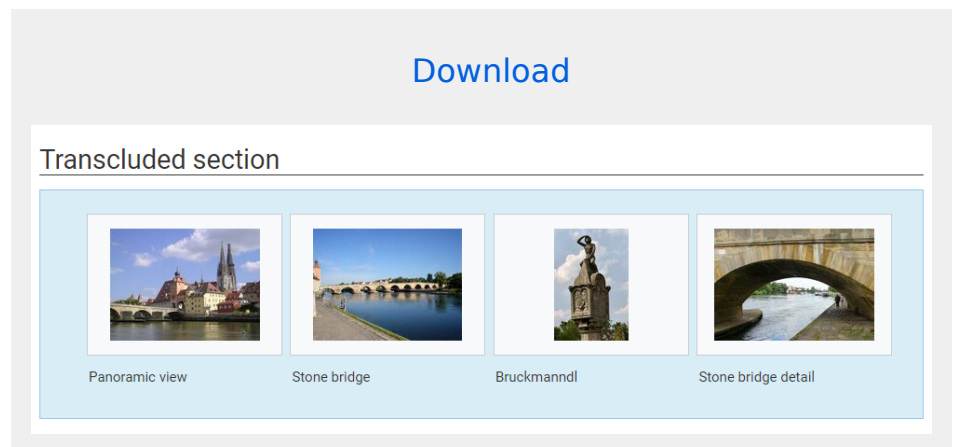 Download
Transcluded section
Panoramic view
Stone bridge
Bruckmanndl
Stone bridge detail